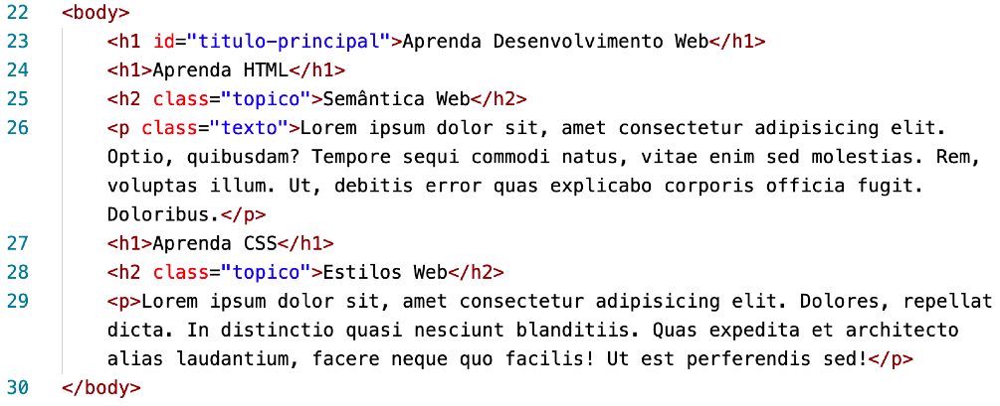 22 <body>
23 <h1 id="titulo-principal">Aprenda Desenvolvimento Web</h1>
24 <h1>Aprenda HTML</h1>
25 <h2 class="topico">Semântica Web</h2>
26 <p class="texto">Lorem ipsum dolor sit, amet consectetur adipisicing elit.
Optio, quibusdam? Tempore sequi commodi natus, vitae enim sed molestias. Rem,
voluptas illum. Ut, debitis error quas explicabo corporis officia fugit.
Doloribus.</p>
27 <h1>Aprenda CSS</h1>
28 <h2 class="topico">Estilos Web</h2>
29 <p>Lorem ipsum dolor sit, amet consectetur adipisicing elit. Dolores, repellat
dicta. In distinctio quasi nesciunt blanditiis. Quas expedita et architecto
alias laudantium, facere neque quo facilis! Ut est perferendis sed!</p>
30 </body>